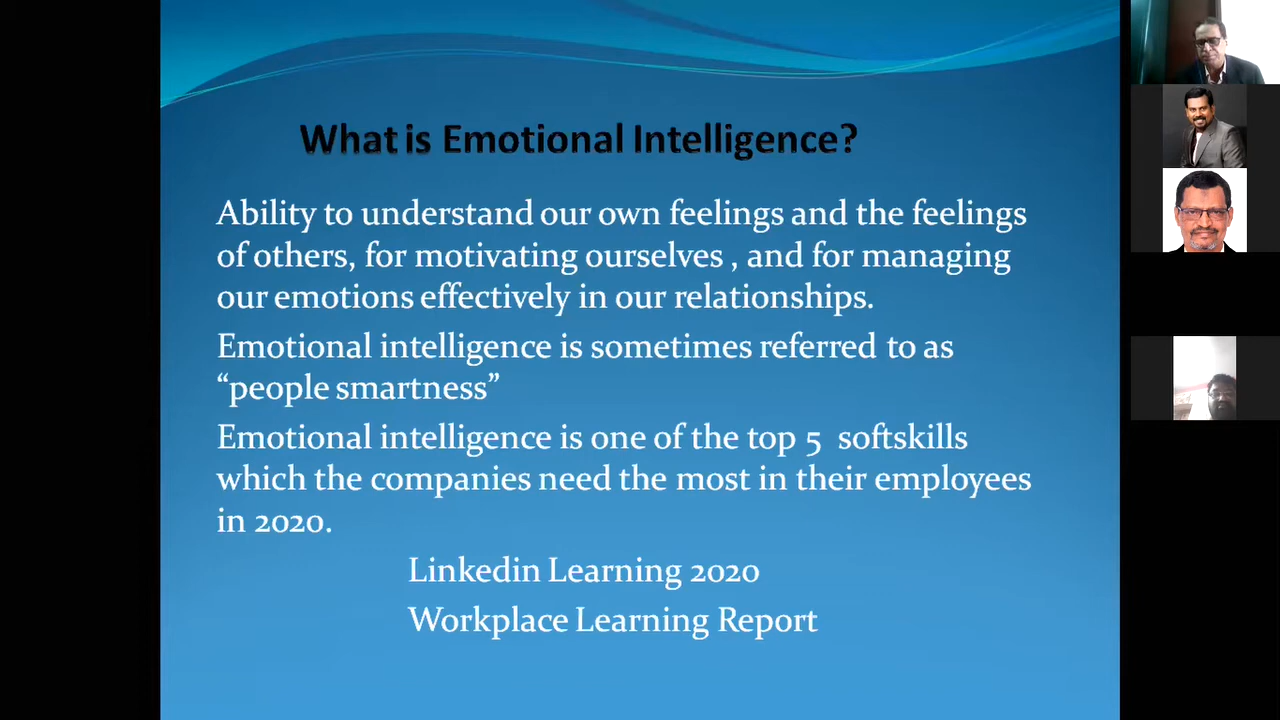 What is Emotional Intelligence?
Ability to understand our own feelings and the feelings
of others, for motivating ourselves , and for managing
our emotions effectively in our relationships.
Emotional intelligence is sometimes referred to as
“people smartness”
Emotional intelligence is one of the top 5  softskills
which the companies need the most in their employees
in 2020.
Linkedin Learning 2020
Workplace Learning Report